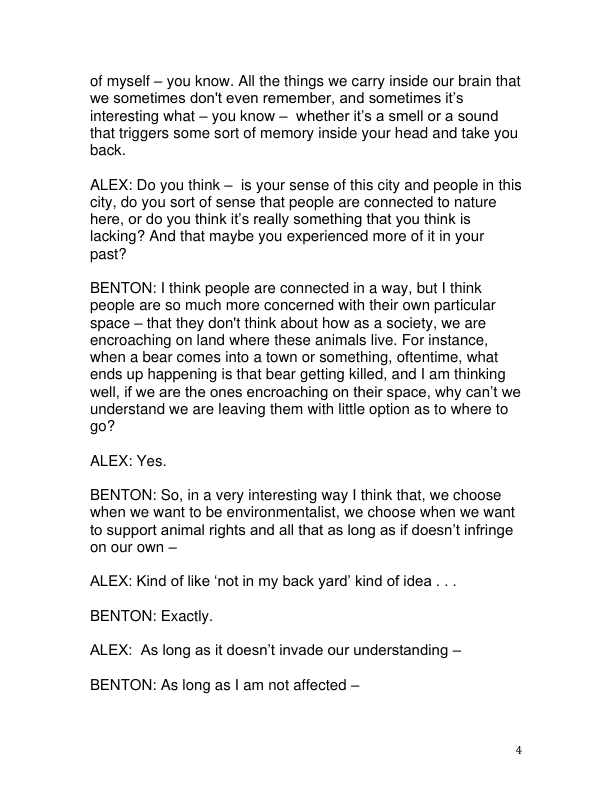 of myself – you know. All the things we carry inside our brain that
we sometimes don't even remember, and sometimes it’s
interesting what – you know –  whether it’s a smell or a sound
that triggers some sort of memory inside your head and take you
back.
ALEX: Do you think –  is your sense of this city and people in this
city, do you sort of sense that people are connected to nature
here, or do you think it’s really something that you think is
lacking? And that maybe you experienced more of it in your
past?
BENTON: I think people are connected in a way, but I think
people are so much more concerned with their own particular
space – that they don't think about how as a society, we are
encroaching on land where these animals live. For instance,
when a bear comes into a town or something, oftentime, what
ends up happening is that bear getting killed, and I am thinking
well, if we are the ones encroaching on their space, why can’t we
understand we are leaving them with little option as to where to
go?
ALEX: Yes.
BENTON: So, in a very interesting way I think that, we choose
when we want to be environmentalist, we choose when we want
to support animal rights and all that as long as if doesn’t infringe
on our own –
ALEX: Kind of like ‘not in my back yard’ kind of idea . . .
BENTON: Exactly.
ALEX:  As long as it doesn’t invade our understanding –
BENTON: As long as I am not affected –
4